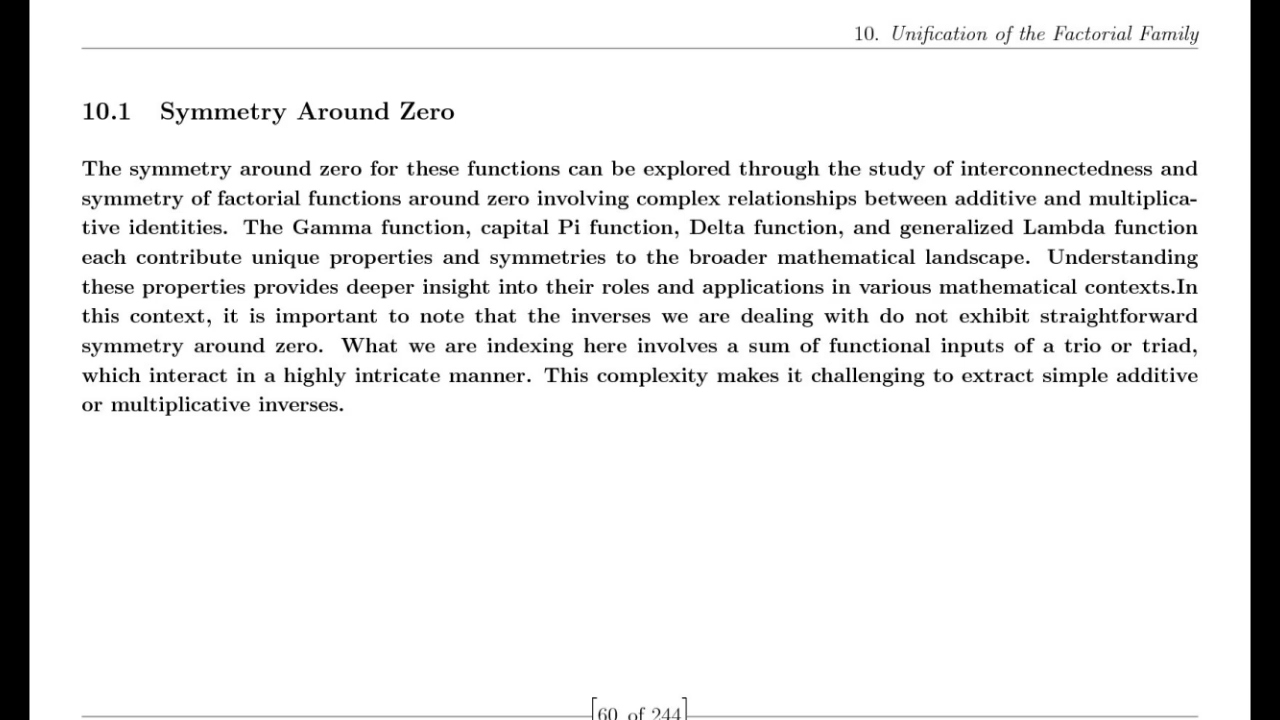 10. Unification of the Factorial Family
10.1 Symmetry Around Zero
The symmetry around zero for these functions can be explored through the study of interconnectedness and
symmetry of factorial functions around zero involving complex relationships between additive and multiplica-
tive identities. The Gamma function, capital Pi function, Delta function, and generalized Lambda function
each contribute unique properties and symmetries to the broader mathematical landscape. Understanding
these properties provides deeper insight into their roles and applications in various mathematical contexts.In
this context, it is important to note that the inverses we are dealing with do not exhibit straightforward
symmetry around zero. What we are indexing here involves a sum of functional inputs of a trio or triad,
which interact in a highly intricate manner. This complexity makes it challenging to extract simple additive
or multiplicative inverses.
[60 of 244]